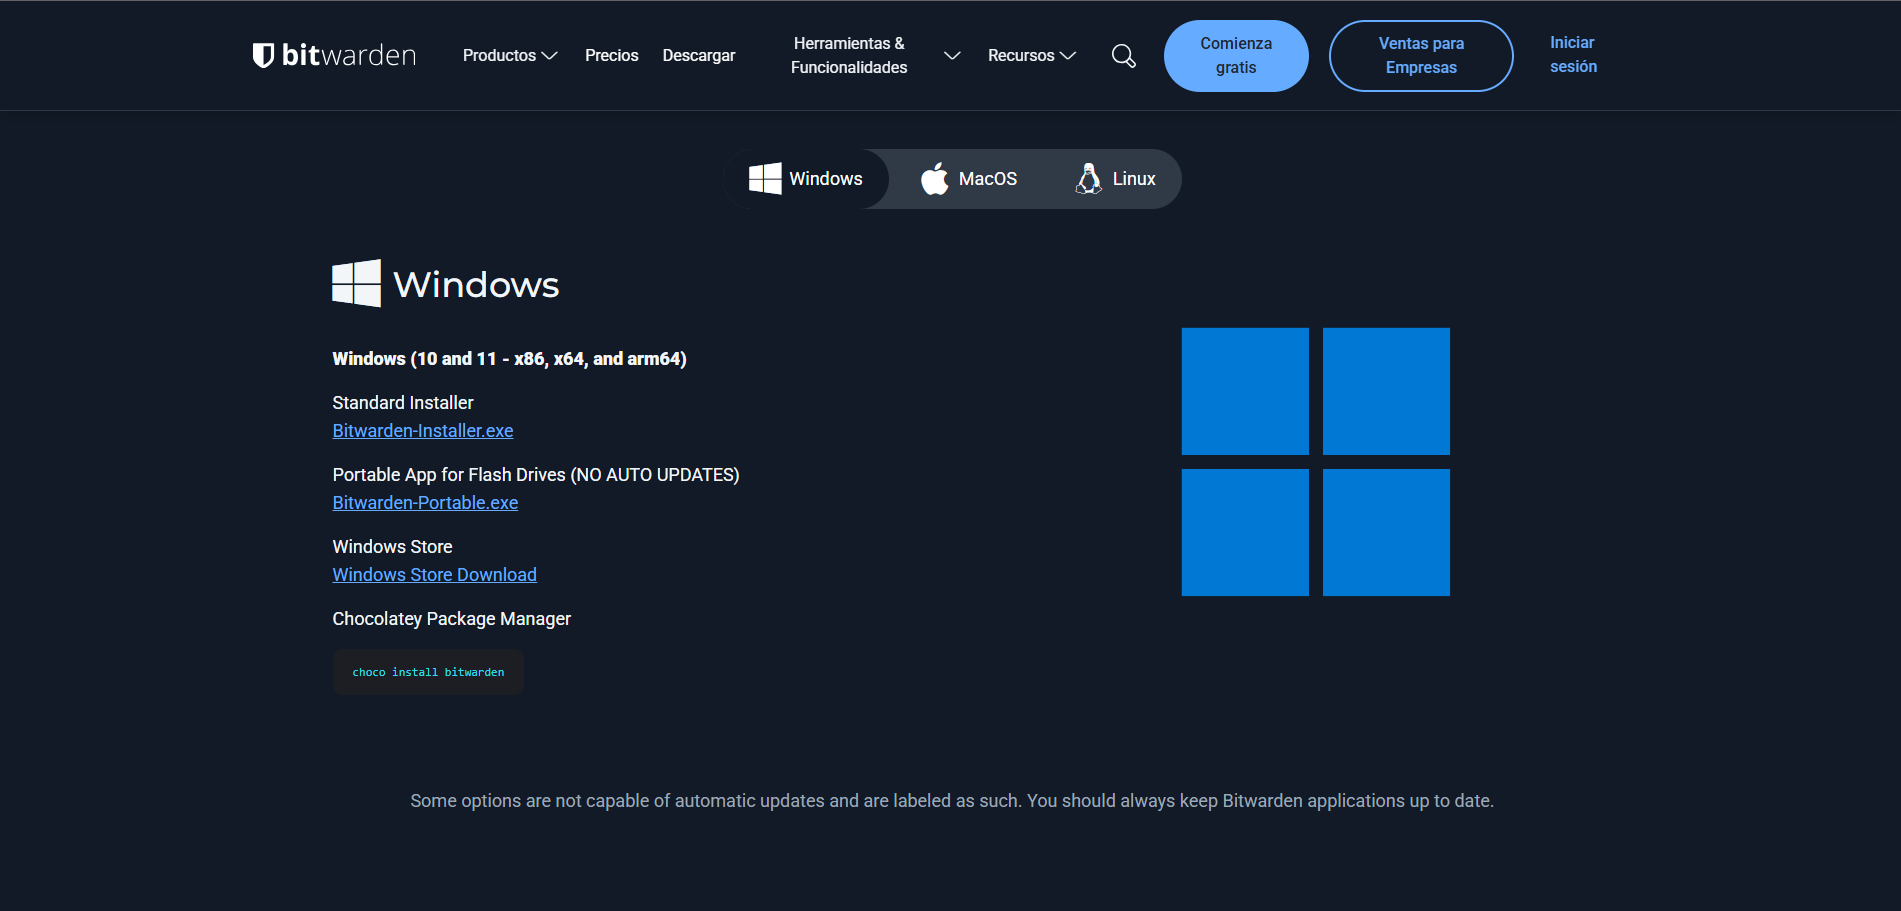 bitwarden
Productos
Precios
Descargar
Herramientas &
Funcionalidades
Recursos
Comienza
gratis
Ventas para
Empresas
Iniciar
sesión
Windows
MacOS
Linux
Windows
Windows (10 and 11 - x86, x64, and arm64)
Standard Installer
Bitwarden-Installer.exe
Portable App for Flash Drives (NO AUTO UPDATES)
Bitwarden-Portable.exe
Windows Store
Windows Store Download
Chocolatey Package Manager
choco install bitwarden
Some options are not capable of automatic updates and are labeled as such. You should always keep Bitwarden applications up to date.